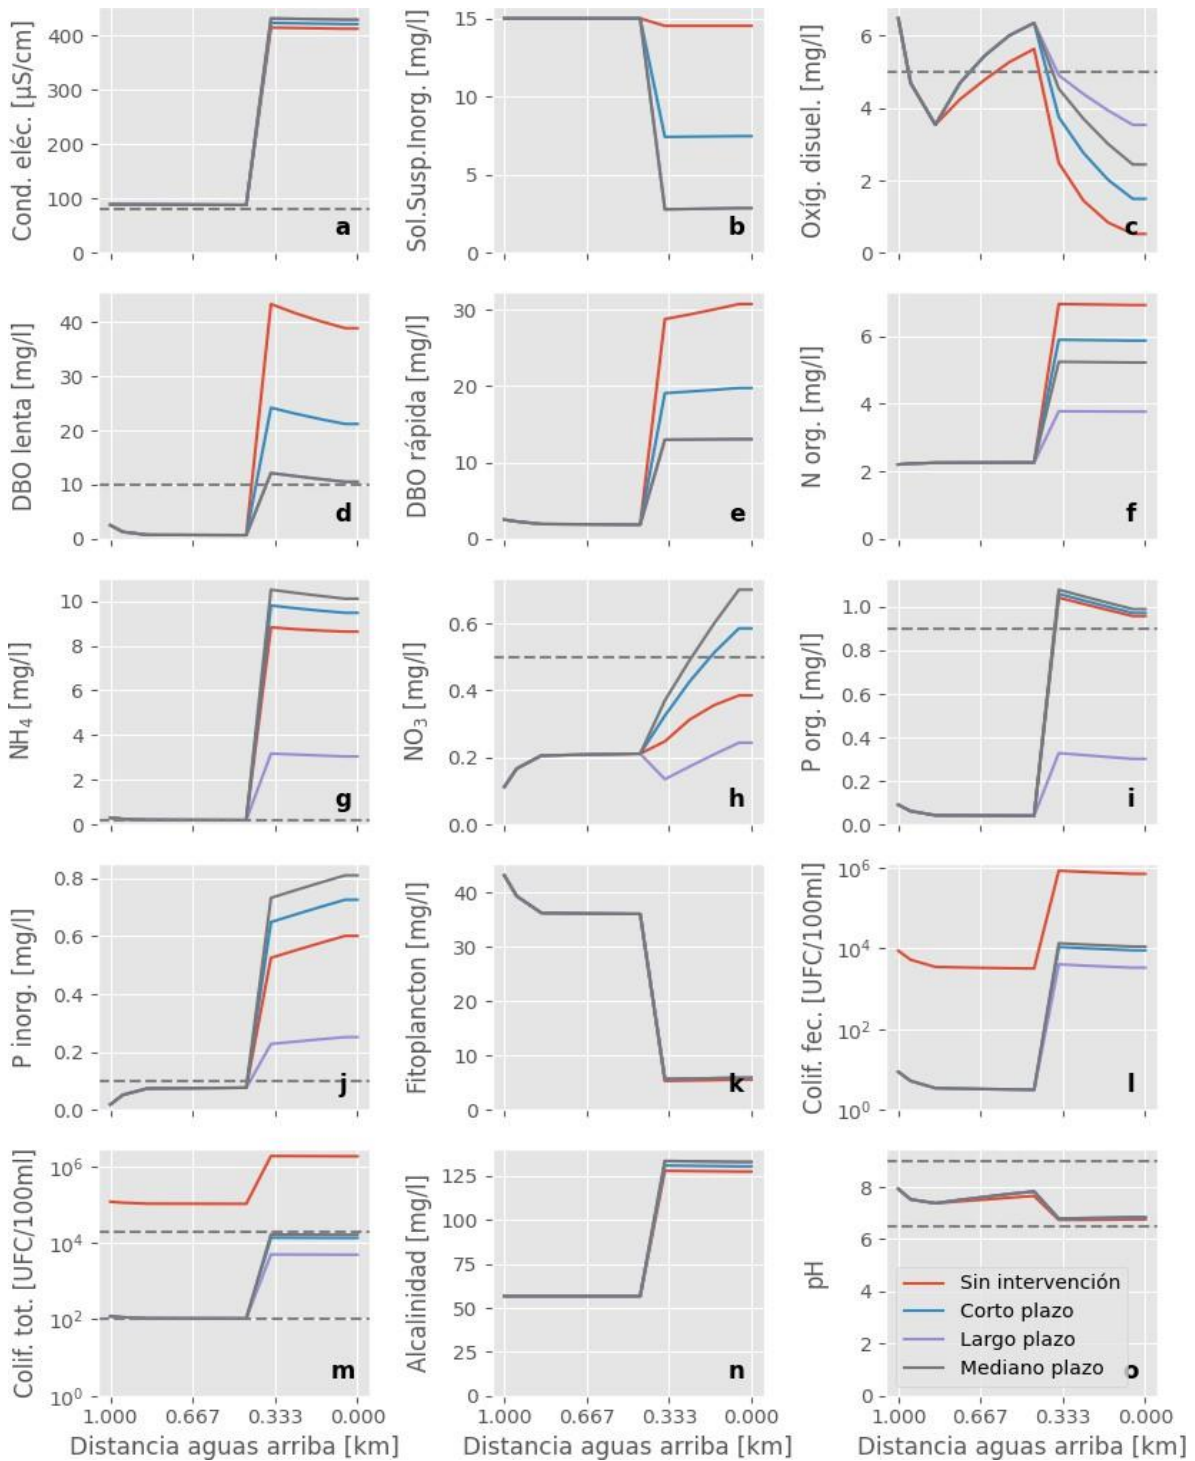 Cond. eléc. [µS/cm]
400
300
200
100
0
a
Sol.Susp.Inorg. [mg/l]
15
10
5
0
b
Oxíg. disuel. [mg/l]
6
4
2
0
c
DBO lenta [mg/l]
40
30
20
10
0
d
DBO rápida [mg/l]
30
20
10
0
e
N org. [mg/l]
6
4
2
0
f
NH4 [mg/l]
10
8
6
4
2
0
g
NO3 [mg/l]
0.6
0.4
0.2
0.0
h
P org. [mg/l]
1.0
0.8
0.6
0.4
0.2
0.0
i
P inorg. [mg/l]
0.8
0.6
0.4
0.2
0.0
j
Fitoplancton [mg/l]
40
30
20
10
0
k
Colif. fec. [UFC/100ml]
10^6
10^4
10^2
10^0
l
Colif. tot. [UFC/100ml]
10^6
10^4
10^2
10^0
m
1.000 0.667 0.333 0.000
Distancia aguas arriba [km]
Alcalinidad [mg/l]
125
100
75
50
25
0
n
1.000 0.667 0.333 0.000
Distancia aguas arriba [km]
pH
8
6
4
2
0
Sin intervención
Corto plazo
Largo plazo
Mediano plazo
o
1.000 0.667 0.333 0.000
Distancia aguas arriba [km]